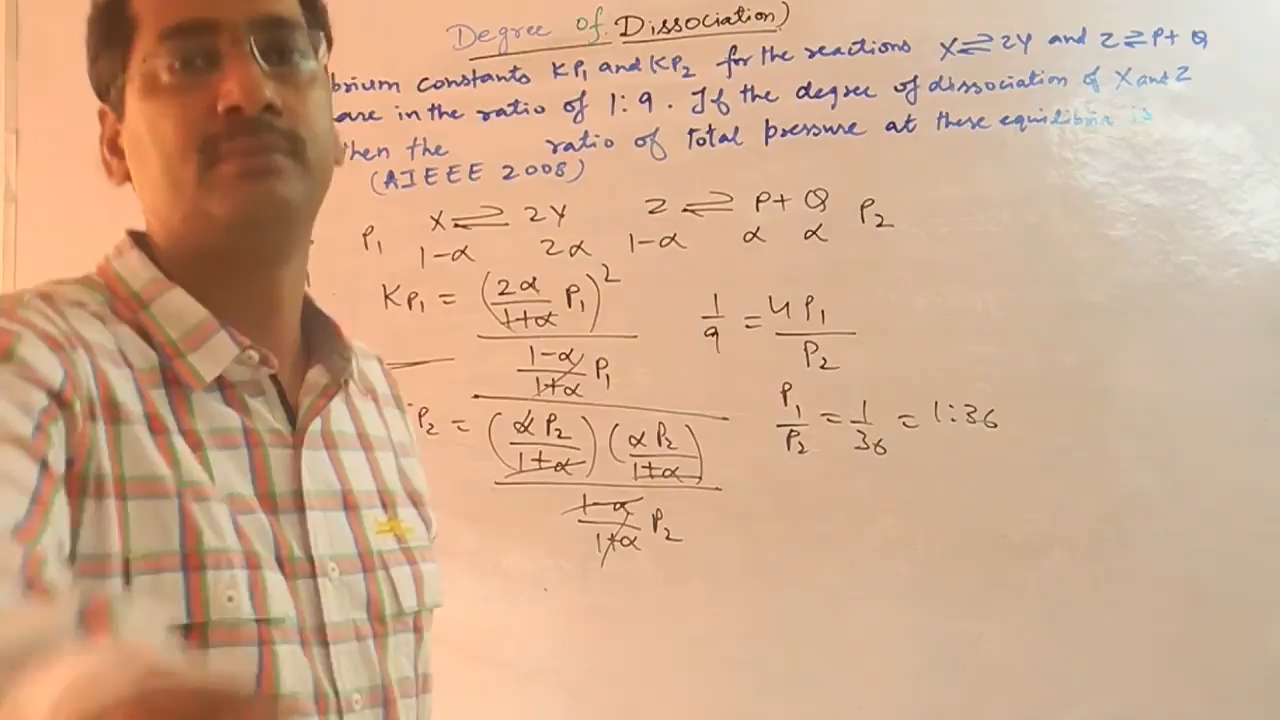 Degree of Dissociation)
brium constants KP₁ and KP₂ for the reactions X⇌2Y and Z⇌P+Q
are in the ratio of 1:9. If the degree of dissociation of X and Z
hen the ratio of total pressure at these equilibria is
(AIEEE 2008)
P₁ X⇌2Y Z⇌P+Q P₂
1-α 2α 1-α α α
KP₁ = ((2α/(1+α)) P₁)² / ((1-α)/(1+α) P₁)
1/9 = 4P₁/P₂
P₂ = (αP₂/(1+α)) (αP₂/(1+α)) / ((1-α)/(1+α) P₂)
P₁/P₂ = 1/36 = 1:36